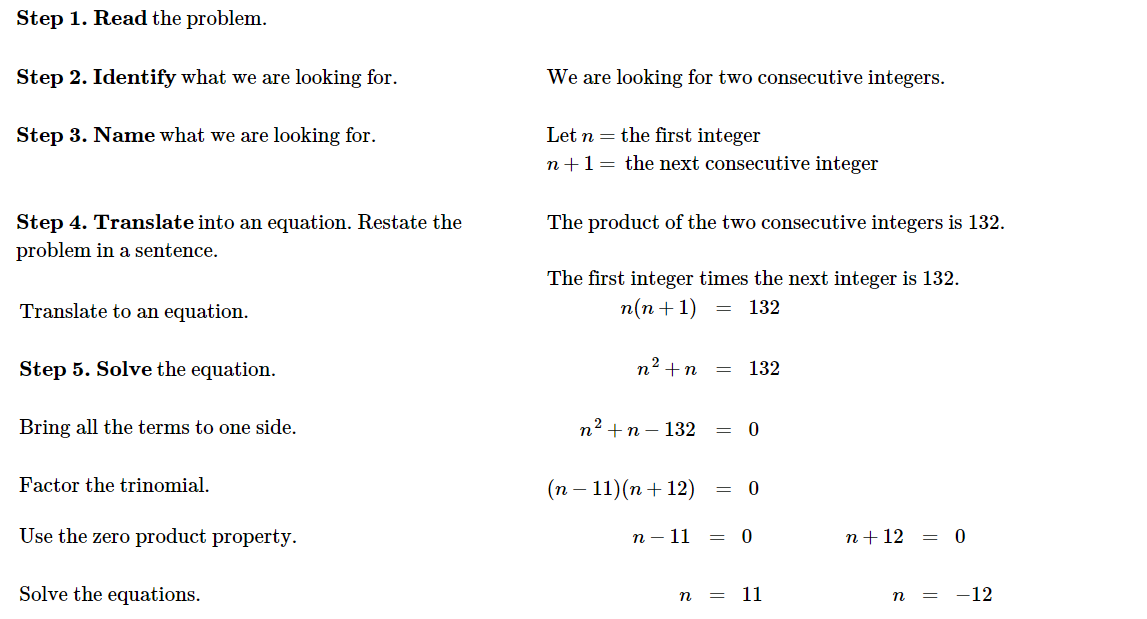 Step 1. Read the problem.
Step 2. Identify what we are looking for. We are looking for two consecutive integers.
Step 3. Name what we are looking for. Let n = the first integer
n + 1 = the next consecutive integer
Step 4. Translate into an equation. Restate the The product of the two consecutive integers is 132.
problem in a sentence.
The first integer times the next integer is 132.
Translate to an equation. n(n + 1) = 132
Step 5. Solve the equation. n² + n = 132
Bring all the terms to one side. n² + n − 132 = 0
Factor the trinomial. (n − 11)(n + 12) = 0
Use the zero product property. n − 11 = 0 n + 12 = 0
Solve the equations. n = 11 n = −12